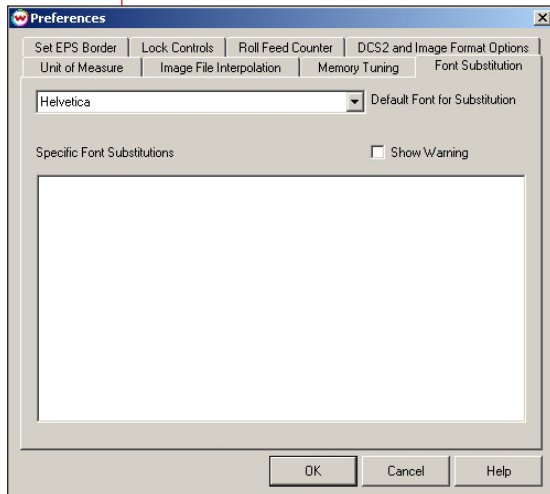 Preferences
Set EPS Border Lock Controls Roll Feed Counter DCS2 and Image Format Options
Unit of Measure Image File Interpolation Memory Tuning Font Substitution
Helvetica Default Font for Substitution
Specific Font Substitutions Show Warning
OK Cancel Help